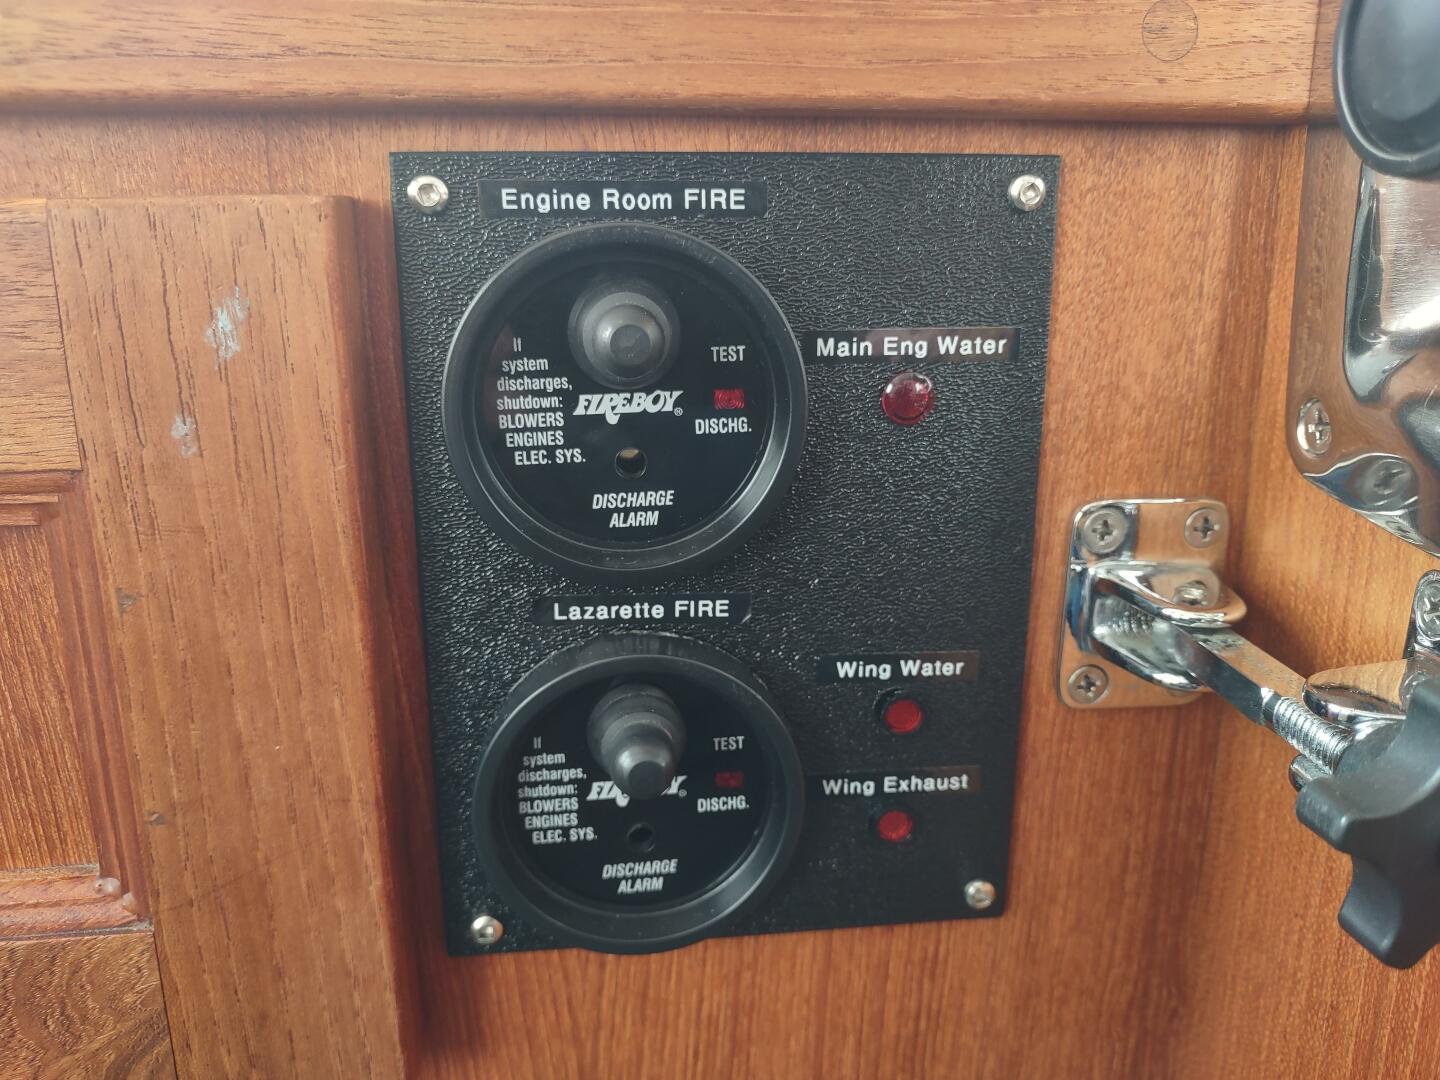 Engine Room FIRE
If
system
discharges,
shutdown:
BLOWERS
ENGINES
ELEC. SYS.
TEST
FIREBOY®
DISCHG.
DISCHARGE
ALARM
Main Eng Water
Lazarette FIRE
If
system
discharges,
shutdown:
BLOWERS
ENGINES
ELEC. SYS.
TEST
DISCHG.
DISCHARGE
ALARM
Wing Water
Wing Exhaust